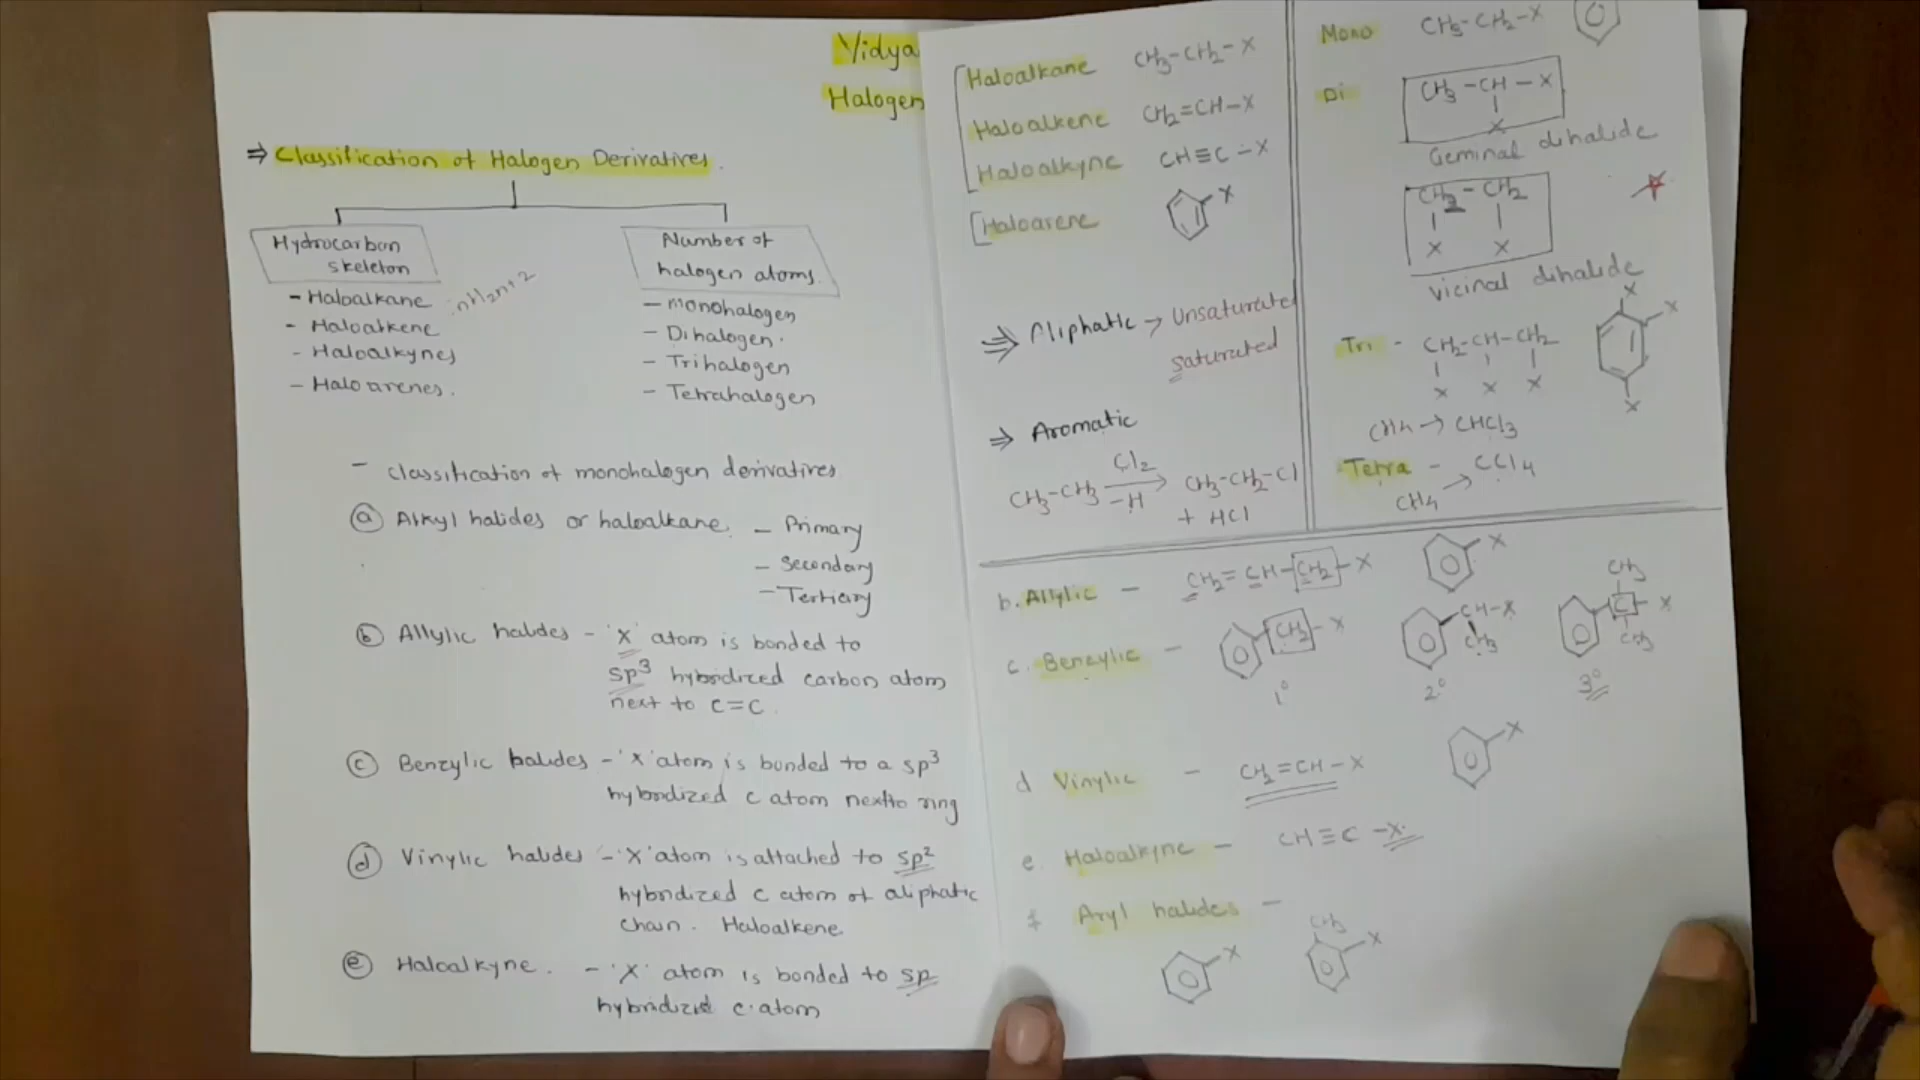 Vidya
Halogen
⇒ Classification of Halogen Derivatives.
Hydrocarbon
skeleton
- Haloalkane
nH2n+2
- Haloalkene
- Haloalkynes
- Haloarenes.
Number of
halogen atoms.
- monohalogen
- Dihalogen.
- Trihalogen
- Tetrahalogen
- classification of monohalogen derivatives
ⓐ Alkyl halides or haloalkane. - Primary
- Secondary
- Tertiary
ⓑ Allylic halides - 'X' atom is bonded to
sp3 hybridized carbon atom
next to C=C.
ⓒ Benzylic halides - 'X' atom is bonded to a sp3
hybridized C atom next to ring
ⓓ Vinylic halides - 'X' atom is attached to sp2
hybridized C atom of aliphatic
chain. Haloalkene
ⓔ Haloalkyne. - 'X' atom is bonded to sp
hybridized C-atom
Haloalkane CH3-CH2-X
Haloalkene CH2=CH-X
Haloalkyne CH≡C-X
Haloarene X
⇒ Aliphatic → Unsaturated
Saturated
⇒ Aromatic
Cl2
CH3-CH3 → CH3-CH2-Cl
-H
+ HCl
Mono CH3-CH2-X
Di CH3-CH-X
X
Geminal dihalide
CH2-CH2
X X
vicinal dihalide
X
X
Tri - CH2-CH-CH2
X X X
X
CH4 → CHCl3
Tetra - CCl4
CH4 →
b. Allylic - CH2=CH-CH2-X X
CH3
c. Benzylic - CH2-X CH-X C-X
CH3 CH3
1° 2° 3°
d Vinylic - CH2=CH-X X
e. Haloalkyne - CH≡C-X
f Aryl halides -
CH3
X X